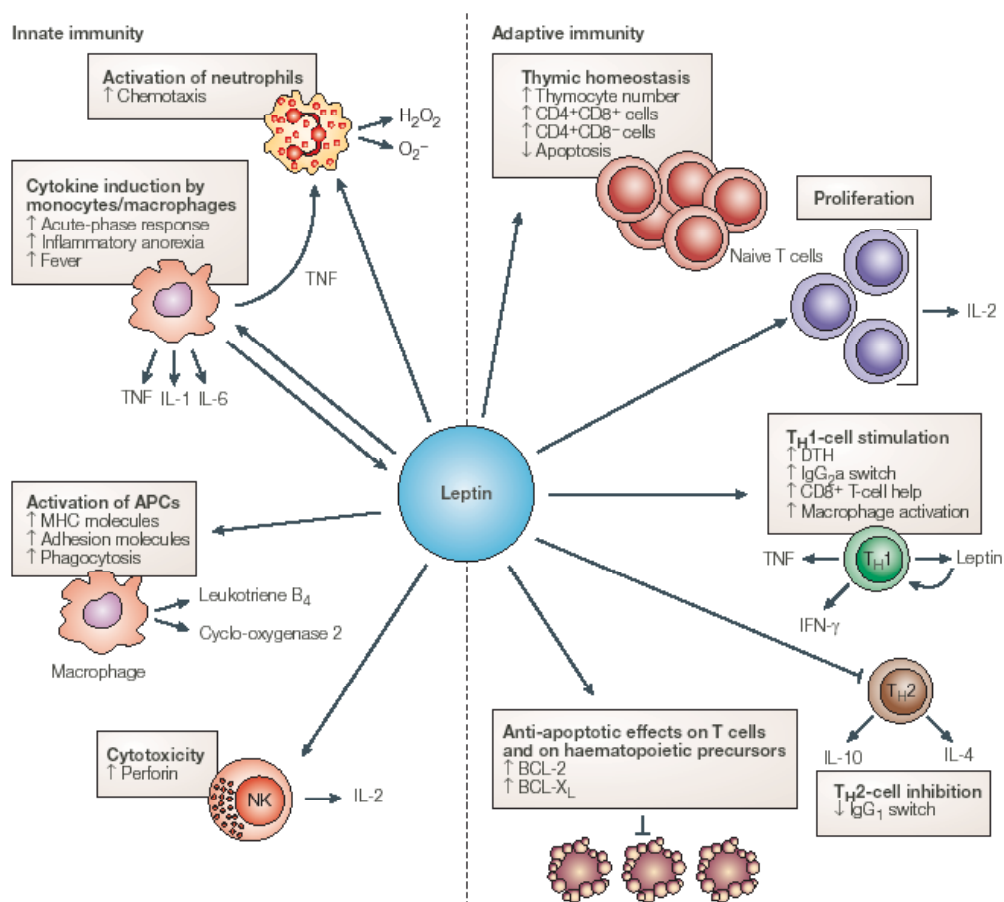 Innate immunity
Activation of neutrophils
↑ Chemotaxis
H₂O₂
O₂⁻
Cytokine induction by
monocytes/macrophages
↑ Acute-phase response
↑ Inflammatory anorexia
↑ Fever
TNF
TNF IL-1 IL-6
Activation of APCs
↑ MHC molecules
↑ Adhesion molecules
↑ Phagocytosis
Leukotriene B₄
Cyclo-oxygenase 2
Macrophage
Cytotoxicity
↑ Perforin
NK
IL-2
Leptin
Adaptive immunity
Thymic homeostasis
↑ Thymocyte number
↑ CD4⁺CD8⁺ cells
↑ CD4⁺CD8⁻ cells
↓ Apoptosis
Naive T cells
Proliferation
IL-2
T_H1-cell stimulation
↑ DTH
↑ IgG₂a switch
↑ CD8⁺ T-cell help
↑ Macrophage activation
TNF
T_H1
Leptin
IFN-γ
T_H2
IL-10
IL-4
T_H2-cell inhibition
↓ IgG₁ switch
Anti-apoptotic effects on T cells
and on haematopoietic precursors
↑ BCL-2
↑ BCL-X_L